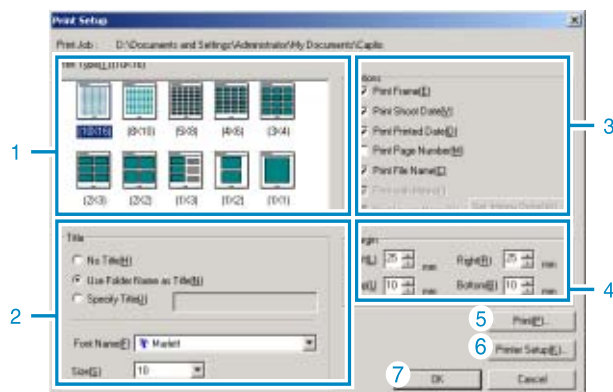 Print Setup
Print Job : D:\Documents and Settings\Administrator\My Documents\Caplio
Print Type(J)(10X16)
(10X16) (8X10) (5X8) (4X6) (3X4)
(2X3) (2X2) (1X3) (1X2) (1X1)
1
Print Frame(E)
Print Shoot Date(V)
Print Printed Date(D)
Print Page Number(M)
Print File Name(C)
3
Title
No Title(H)
Use Folder Name as Title(N)
Specify Title(U)
Font Name(F) Marlett
Size(G) 10
2
25 mm Right(R) 25 mm
10 mm Bottom(B) 10 mm
4
5 Print(P)...
6 Printer Setup(K)...
7 OK Cancel